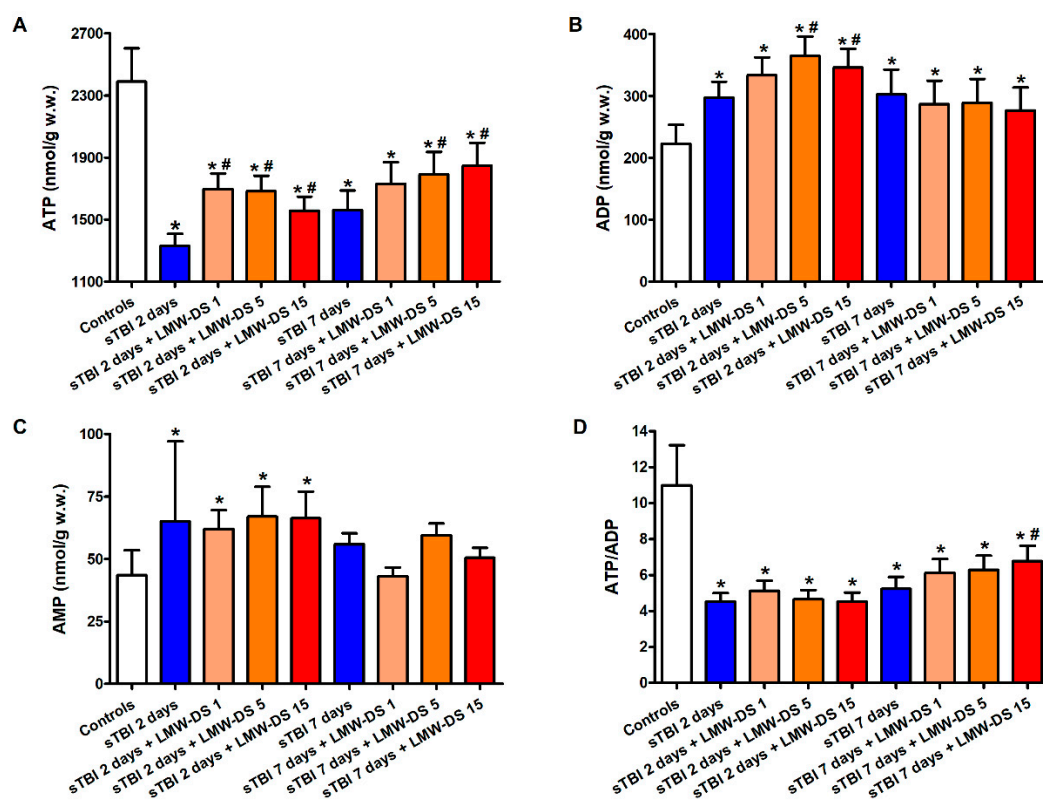 A
ATP (nmol/g w.w.)
2700
2300
1900
1500
1100
*
* #
* #
* #
*
*
* #
* #
Controls
sTBI 2 days
sTBI 2 days + LMW-DS 1
sTBI 2 days + LMW-DS 5
sTBI 2 days + LMW-DS 15
sTBI 7 days
sTBI 7 days + LMW-DS 1
sTBI 7 days + LMW-DS 5
sTBI 7 days + LMW-DS 15
B
ADP (nmol/g w.w.)
400
300
200
100
0
*
*
* #
* #
*
*
*
*
Controls
sTBI 2 days
sTBI 2 days + LMW-DS 1
sTBI 2 days + LMW-DS 5
sTBI 2 days + LMW-DS 15
sTBI 7 days
sTBI 7 days + LMW-DS 1
sTBI 7 days + LMW-DS 5
sTBI 7 days + LMW-DS 15
C
AMP (nmol/g w.w.)
100
75
50
25
0
*
*
*
*
Controls
sTBI 2 days
sTBI 2 days + LMW-DS 1
sTBI 2 days + LMW-DS 5
sTBI 2 days + LMW-DS 15
sTBI 7 days
sTBI 7 days + LMW-DS 1
sTBI 7 days + LMW-DS 5
sTBI 7 days + LMW-DS 15
D
ATP/ADP
14
12
10
8
6
4
2
0
*
*
*
*
*
*
*
* #
Controls
sTBI 2 days
sTBI 2 days + LMW-DS 1
sTBI 2 days + LMW-DS 5
sTBI 2 days + LMW-DS 15
sTBI 7 days
sTBI 7 days + LMW-DS 1
sTBI 7 days + LMW-DS 5
sTBI 7 days + LMW-DS 15